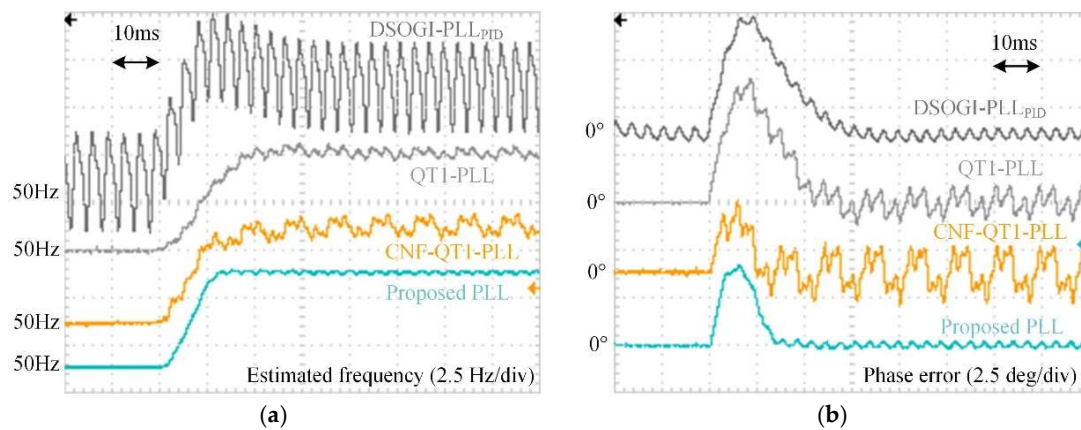 10ms
DSOGI-PLLPID
50Hz
QT1-PLL
50Hz
CNF-QT1-PLL
Proposed PLL
50Hz
50Hz
Estimated frequency (2.5 Hz/div)
(a)
10ms
0°
DSOGI-PLLPID
QT1-PLL
0°
CNF-QT1-PLL
0°
Proposed PLL
0°
Phase error (2.5 deg/div)
(b)